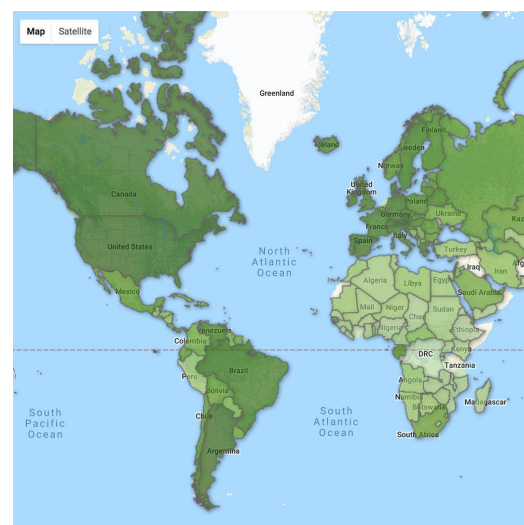 Map Satellite
Greenland
Iceland
Finland
Sweden
Norway
Canada
United
Kingdom
Poland
Germany
Ukraine
Kaz
France
Italy
Spain
United States
Turkey
North
Atlantic
Ocean
Iraq
Iran
Afg
Algeria
Libya
Egypt
Saudi Arabia
Mexico
Mali
Niger
Sudan
Cha
Nigeria
Ethiopia
Venezuela
Colombia
Kenya
DRC
Tanzania
Brazil
Peru
Angola
Bolivia
Namibia
Botswana
Madagascar
South
Pacific
Ocean
South
Atlantic
Ocean
Chile
South Africa
Argentina